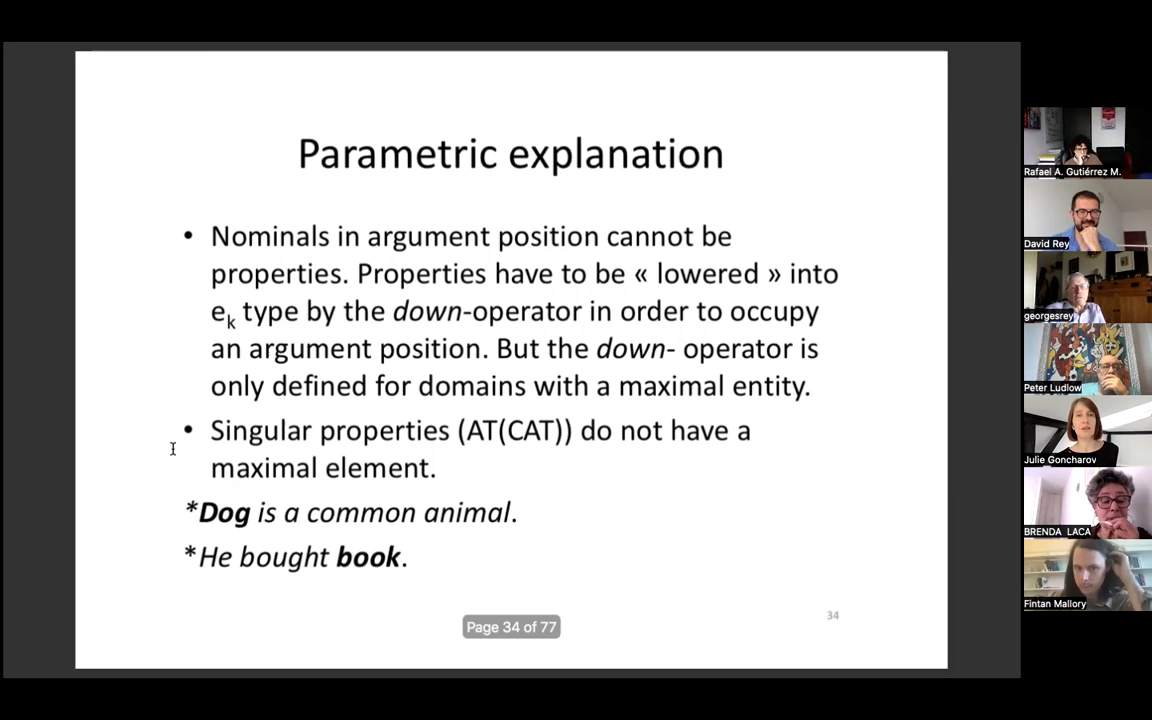 Parametric explanation
• Nominals in argument position cannot be
properties. Properties have to be « lowered » into
eₖ type by the down-operator in order to occupy
an argument position. But the down- operator is
only defined for domains with a maximal entity.
• Singular properties (AT(CAT)) do not have a
maximal element.
*Dog is a common animal.
*He bought book.
34
Page 34 of 77
Rafael A. Gutiérrez M.
David Rey
georgesrey
Peter Ludlow
Julie Goncharov
BRENDA LACA
Fintan Mallory